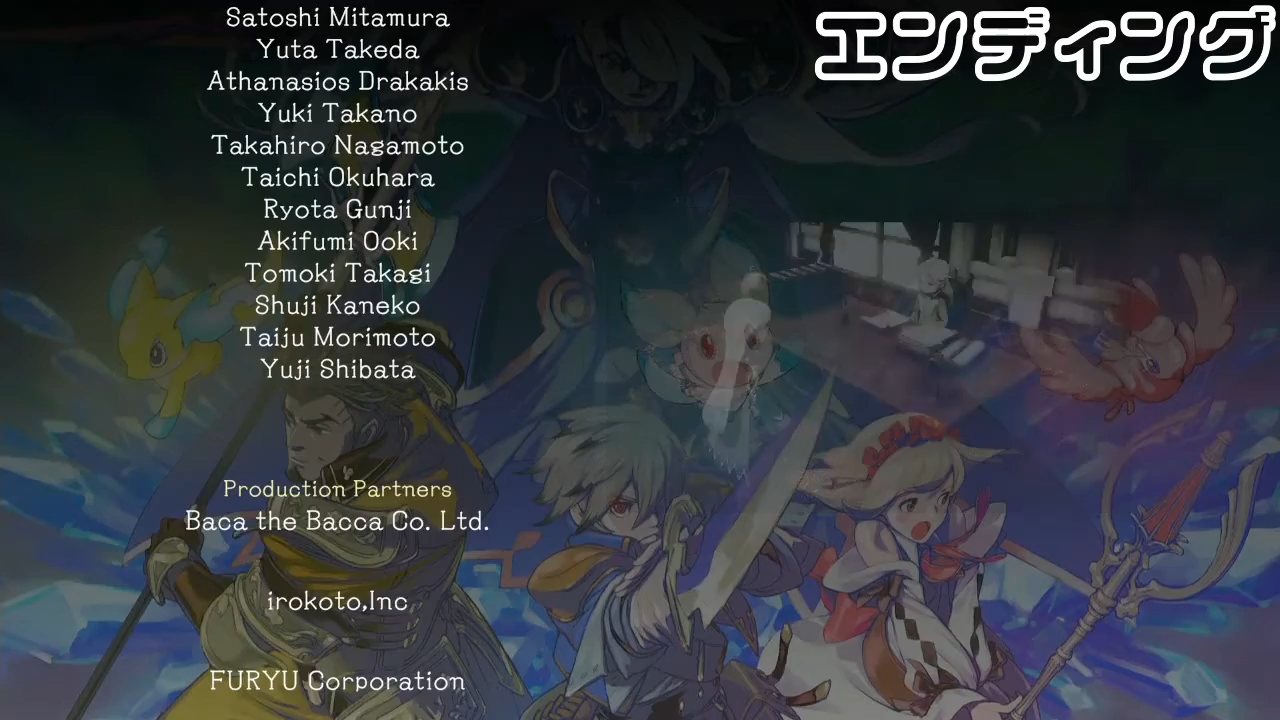 エンディング
Satoshi Mitamura
Yuta Takeda
Athanasios Drakakis
Yuki Takano
Takahiro Nagamoto
Taichi Okuhara
Ryota Gunji
Akifumi Ooki
Tomoki Takagi
Shuji Kaneko
Taiju Morimoto
Yuji Shibata
Production Partners
Baca the Bacca Co. Ltd.
irokoto,Inc
FURYU Corporation